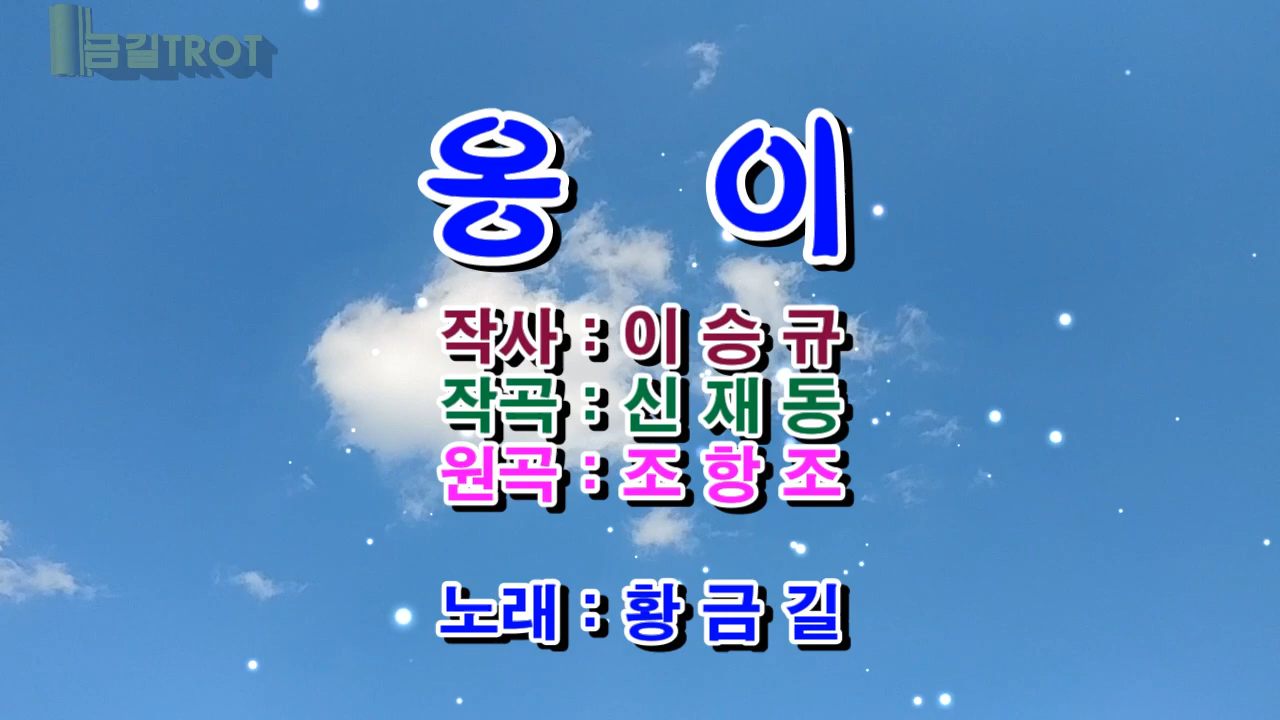 금길TROT
옹 이
작사 : 이 승 규
작곡 : 신 재 동
원곡 : 조 항 조
노래 : 황 금 길